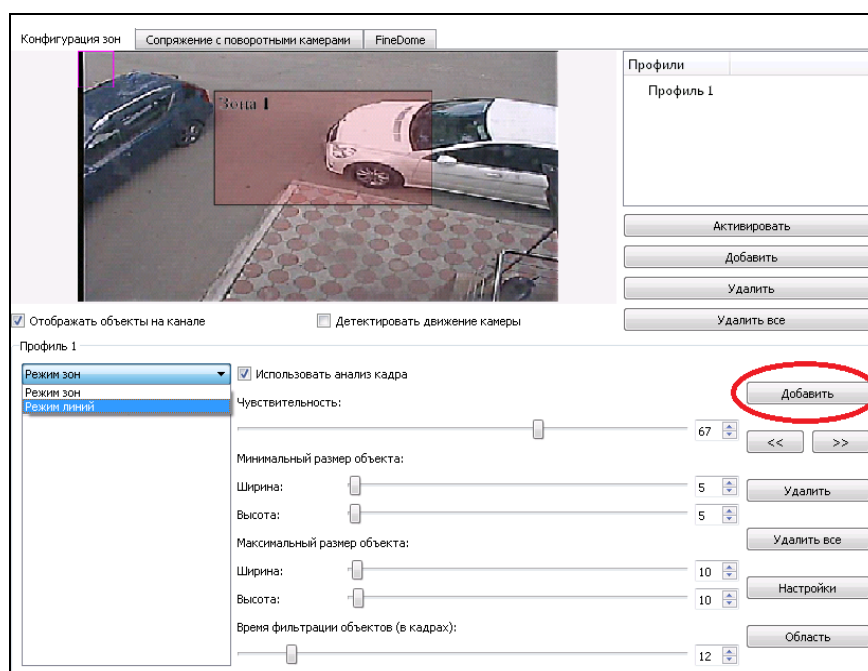 Конфигурация зон
Сопряжение с поворотными камерами
FineDome
Зона 1
Профили
Профиль 1
Активировать
Добавить
Удалить
Удалить все
Отображать объекты на канале
Детектировать движение камеры
Профиль 1
Режим зон
Режим зон
Режим линий
Использовать анализ кадра
Чувствительность:
67
Минимальный размер объекта:
Ширина:
5
Высота:
5
Максимальный размер объекта:
Ширина:
10
Высота:
10
Время фильтрации объектов (в кадрах):
12
Добавить
<<
>>
Удалить
Удалить все
Настройки
Область